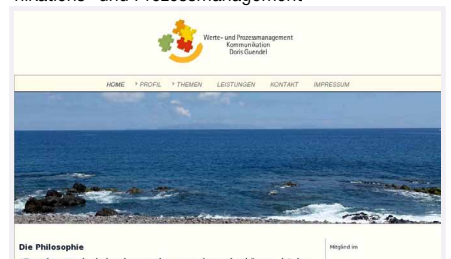 nikations- und Prozessmanagement
Werte- und Prozessmanagement
Kommunikation
Doris Guendel
HOME PROFIL THEMEN LEISTUNGEN KONTAKT IMPRESSUM
Die Philosophie
Mitglied im